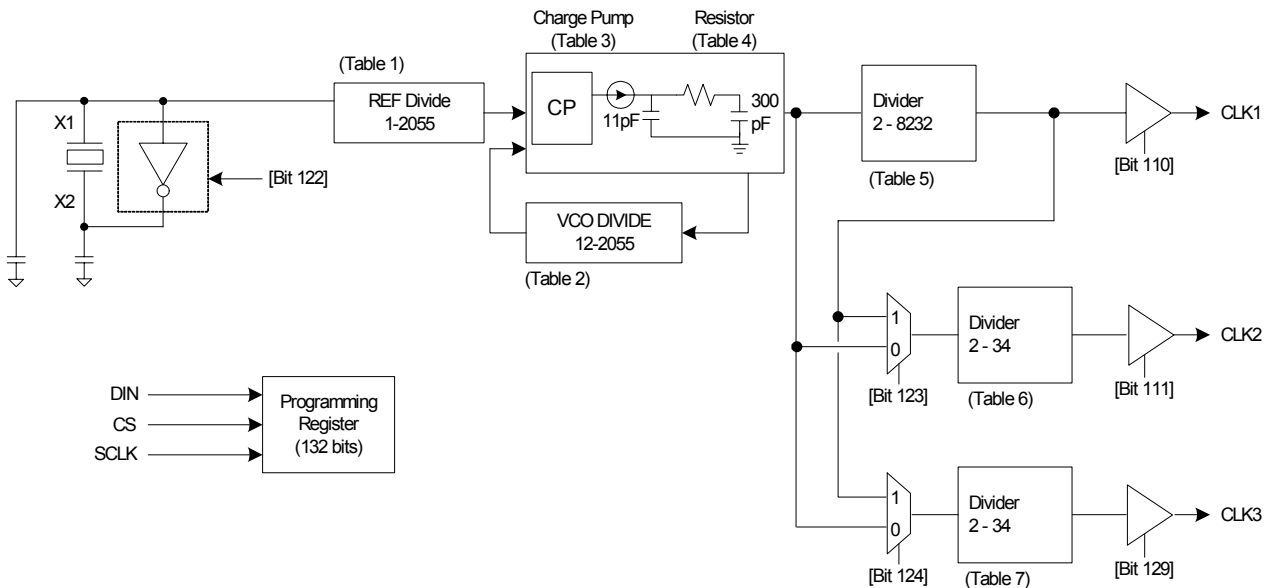 Charge Pump
(Table 3)
Resistor
(Table 4)
(Table 1)
REF Divide
1-2055
CP
11pF
300
pF
Divider
2 - 8232
(Table 5)
CLK1
[Bit 110]
X1
X2
[Bit 122]
VCO DIVIDE
12-2055
(Table 2)
1
0
[Bit 123]
Divider
2 - 34
(Table 6)
[Bit 111]
CLK2
DIN
CS
SCLK
Programming
Register
(132 bits)
1
0
[Bit 124]
Divider
2 - 34
(Table 7)
[Bit 129]
CLK3